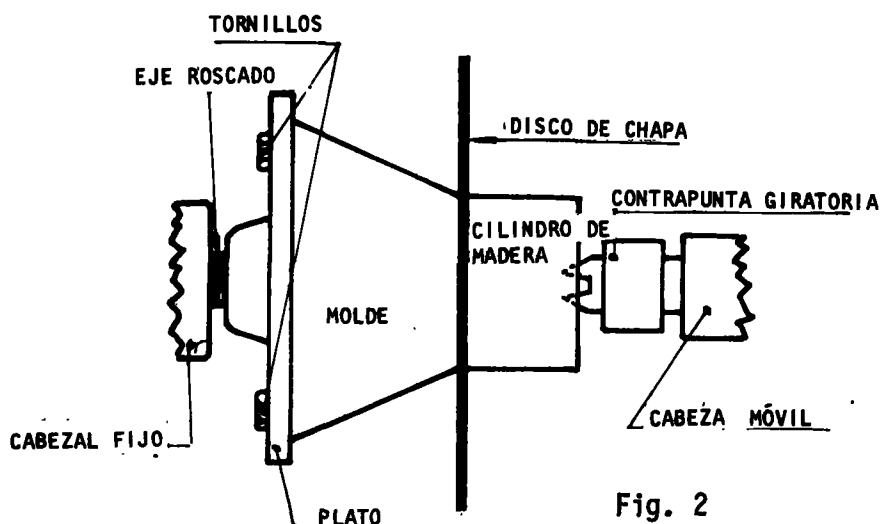 TORNILLOS
EJE ROSCADO
DISCO DE CHAPA
CONTRAPUNTA GIRATORIA
CILINDRO DE
MADERA
MOLDE
CABEZA MÓVIL
CABEZAL FIJO
PLATO
Fig. 2